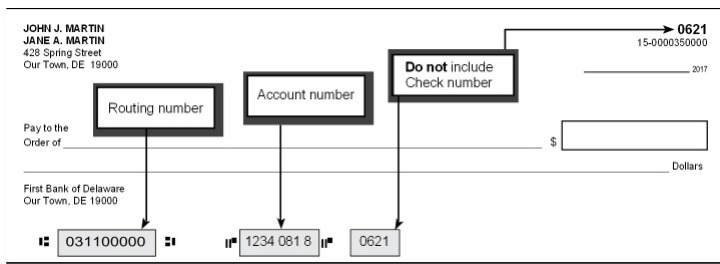 JOHN J. MARTIN
JANE A. MARTIN
428 Spring Street
Our Town, DE 19000
0621
15-0000350000
2017
Do not include
Check number
Account number
Routing number
Pay to the
Order of
$
Dollars
First Bank of Delaware
Our Town, DE 19000
⑆ 031100000 ⑆ ⑈ 1234 081 8 ⑈ 0621